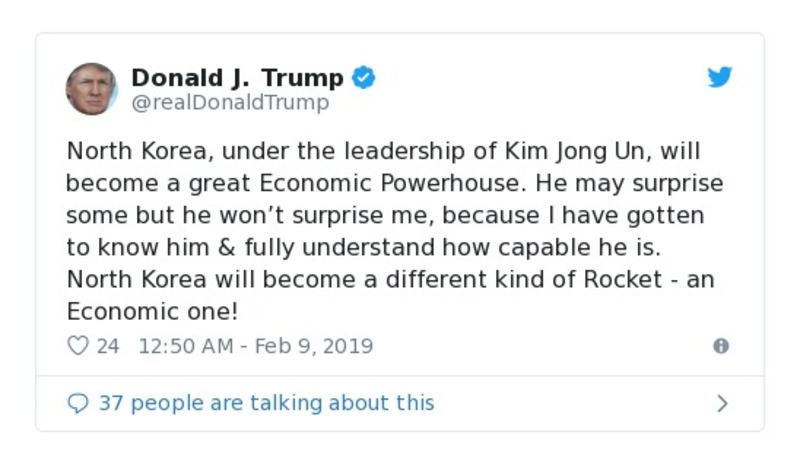 Donald J. Trump
@realDonaldTrump
North Korea, under the leadership of Kim Jong Un, will
become a great Economic Powerhouse. He may surprise
some but he won’t surprise me, because I have gotten
to know him & fully understand how capable he is.
North Korea will become a different kind of Rocket - an
Economic one!
24 12:50 AM - Feb 9, 2019
37 people are talking about this